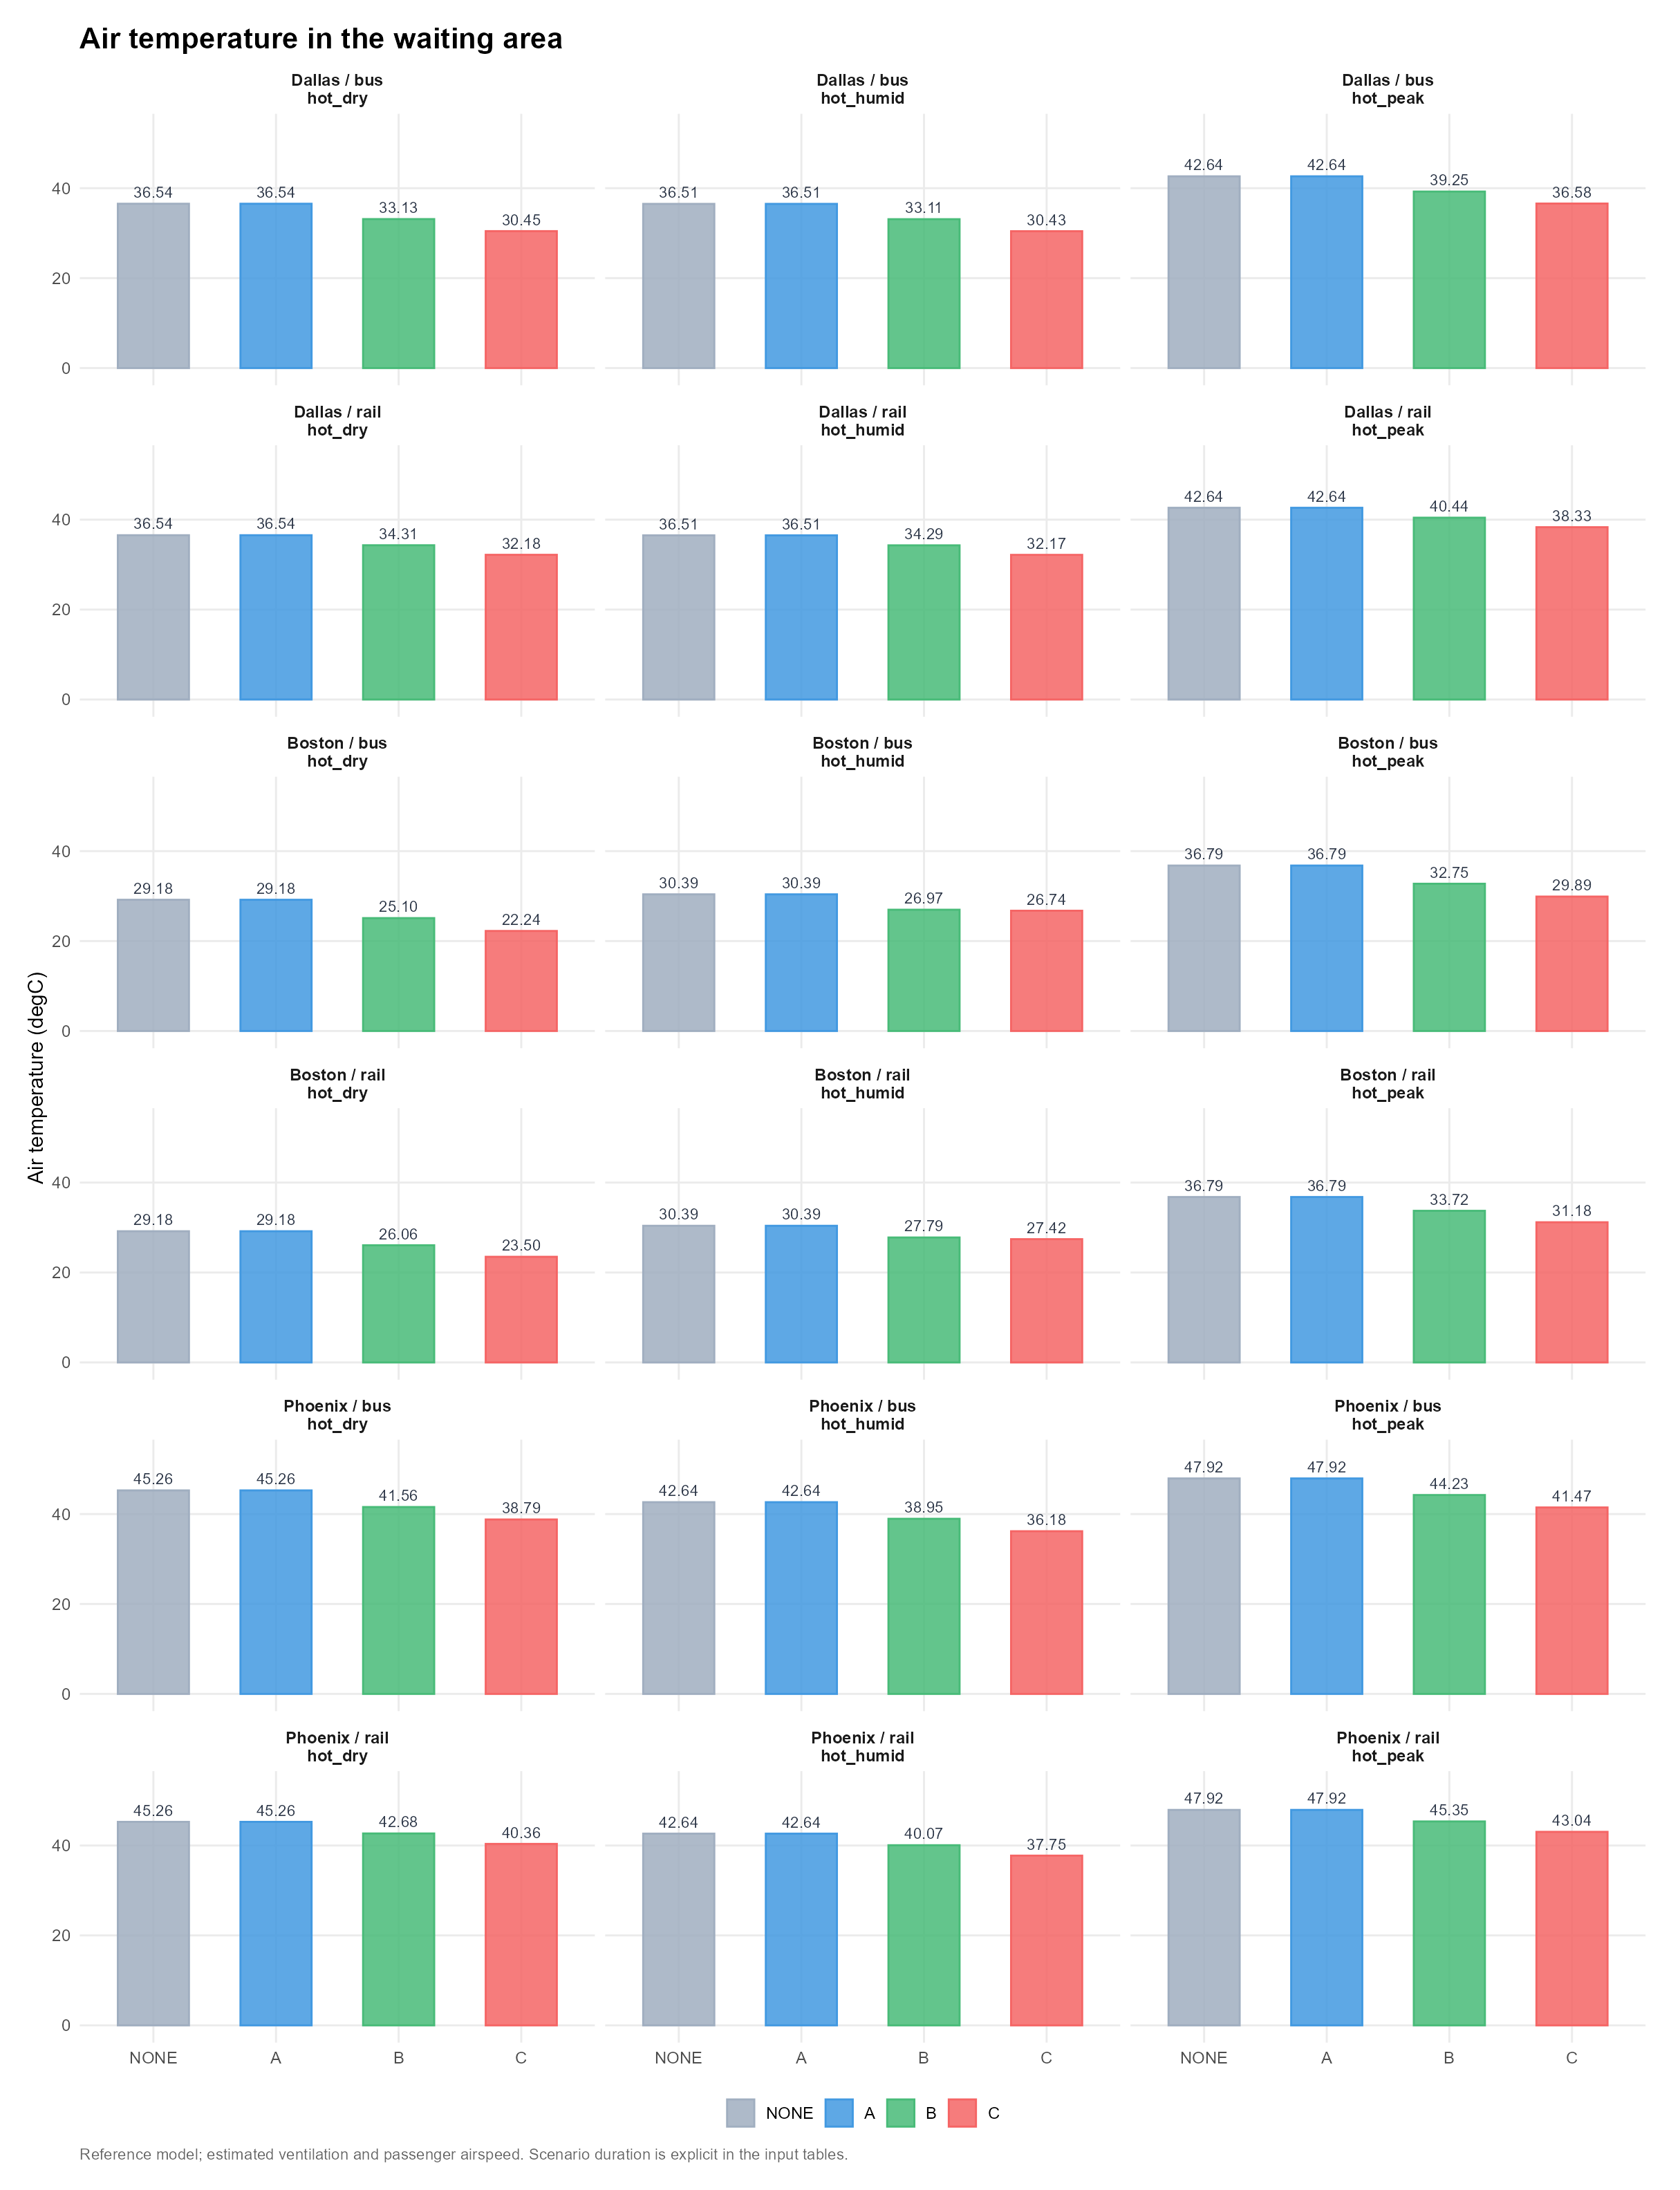 Air temperature in the waiting area
Dallas / bus
hot_dry
Dallas / bus
hot_humid
Dallas / bus
hot_peak
40
20
0
36.54 36.54 33.13 30.45
36.51 36.51 33.11 30.43
42.64 42.64 39.25 36.58
Dallas / rail
hot_dry
Dallas / rail
hot_humid
Dallas / rail
hot_peak
40
20
0
36.54 36.54 34.31 32.18
36.51 36.51 34.29 32.17
42.64 42.64 40.44 38.33
Boston / bus
hot_dry
Boston / bus
hot_humid
Boston / bus
hot_peak
40
20
0
29.18 29.18 25.10 22.24
30.39 30.39 26.97 26.74
36.79 36.79 32.75 29.89
Air temperature (degC)
Boston / rail
hot_dry
Boston / rail
hot_humid
Boston / rail
hot_peak
40
20
0
29.18 29.18 26.06 23.50
30.39 30.39 27.79 27.42
36.79 36.79 33.72 31.18
Phoenix / bus
hot_dry
Phoenix / bus
hot_humid
Phoenix / bus
hot_peak
40
20
0
45.26 45.26 41.56 38.79
42.64 42.64 38.95 36.18
47.92 47.92 44.23 41.47
Phoenix / rail
hot_dry
Phoenix / rail
hot_humid
Phoenix / rail
hot_peak
40
20
0
45.26 45.26 42.68 40.36
42.64 42.64 40.07 37.75
47.92 47.92 45.35 43.04
NONE A B C
NONE A B C
NONE A B C
NONE A B C
Reference model; estimated ventilation and passenger airspeed. Scenario duration is explicit in the input tables.